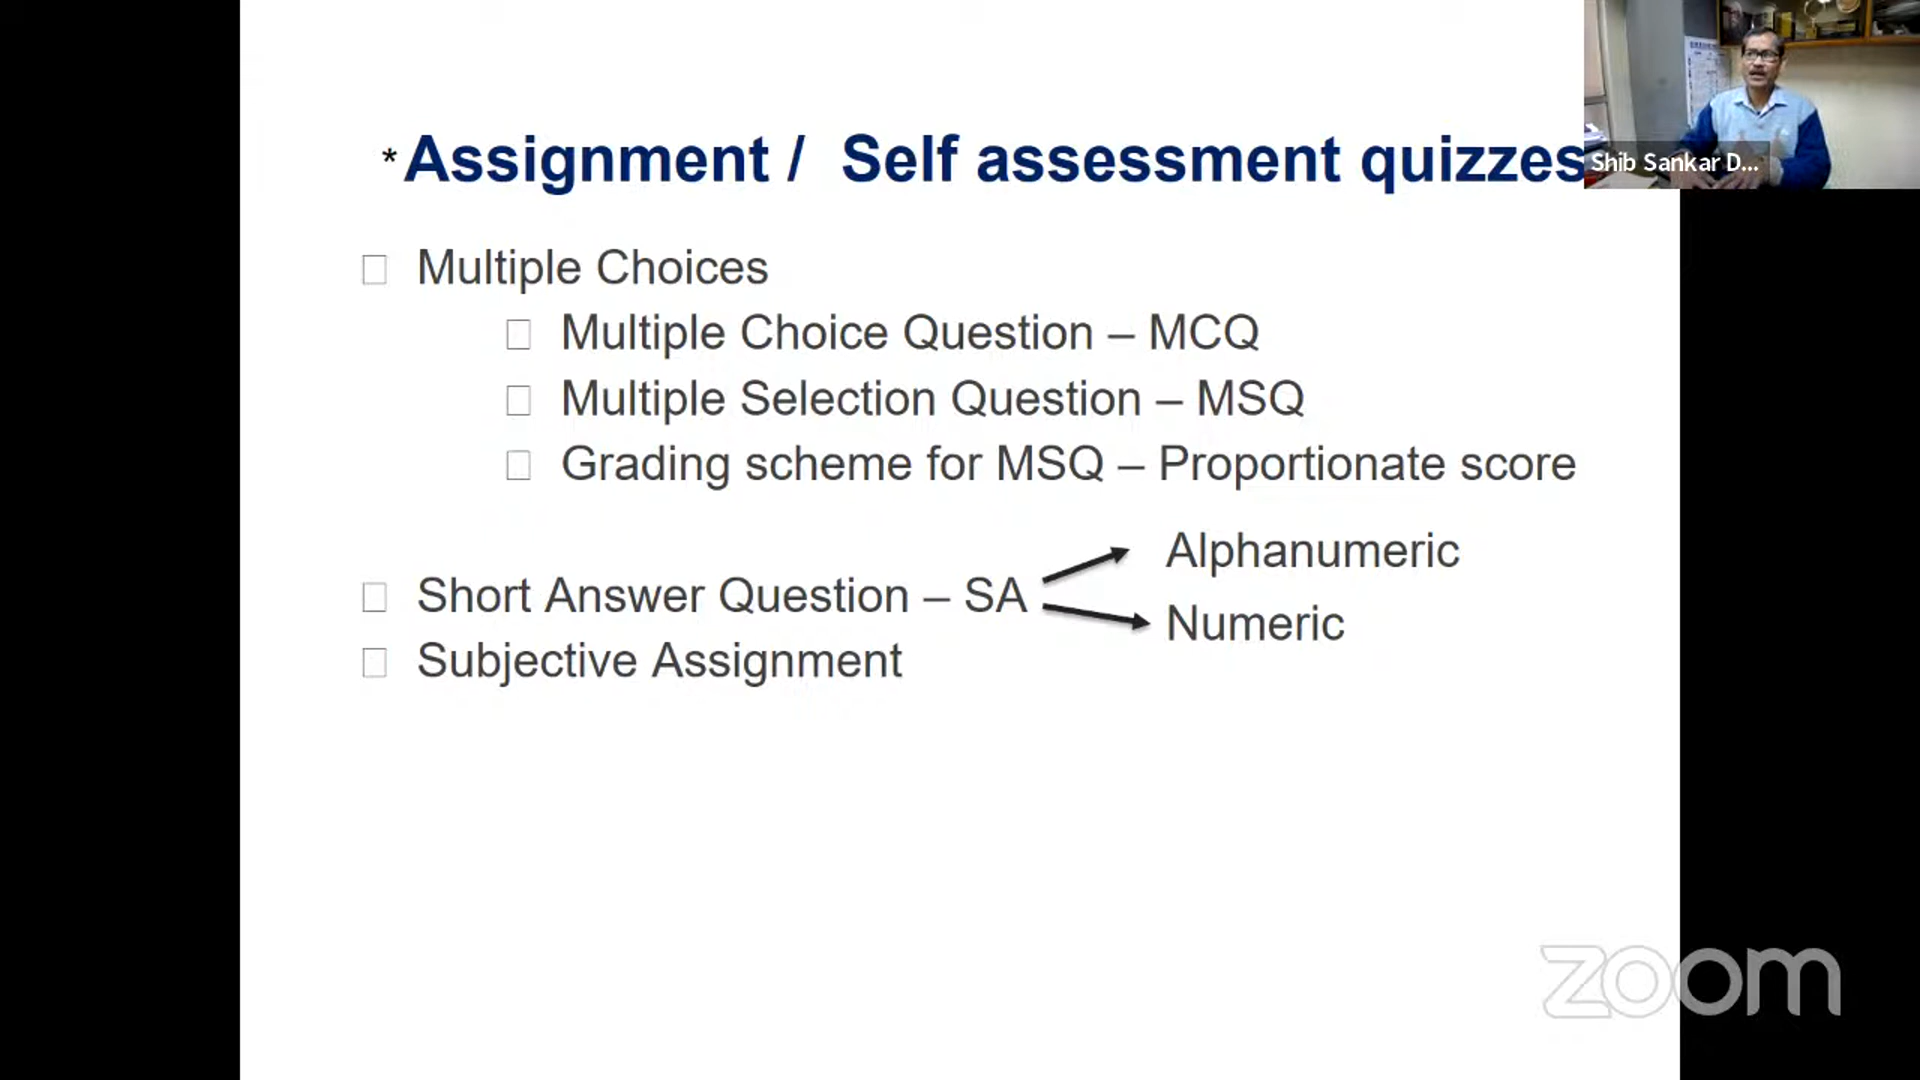 *Assignment / Self assessment quizzes
Shib Sankar D...
Multiple Choices
Multiple Choice Question – MCQ
Multiple Selection Question – MSQ
Grading scheme for MSQ – Proportionate score
Alphanumeric
Short Answer Question – SA
Numeric
Subjective Assignment
zoom